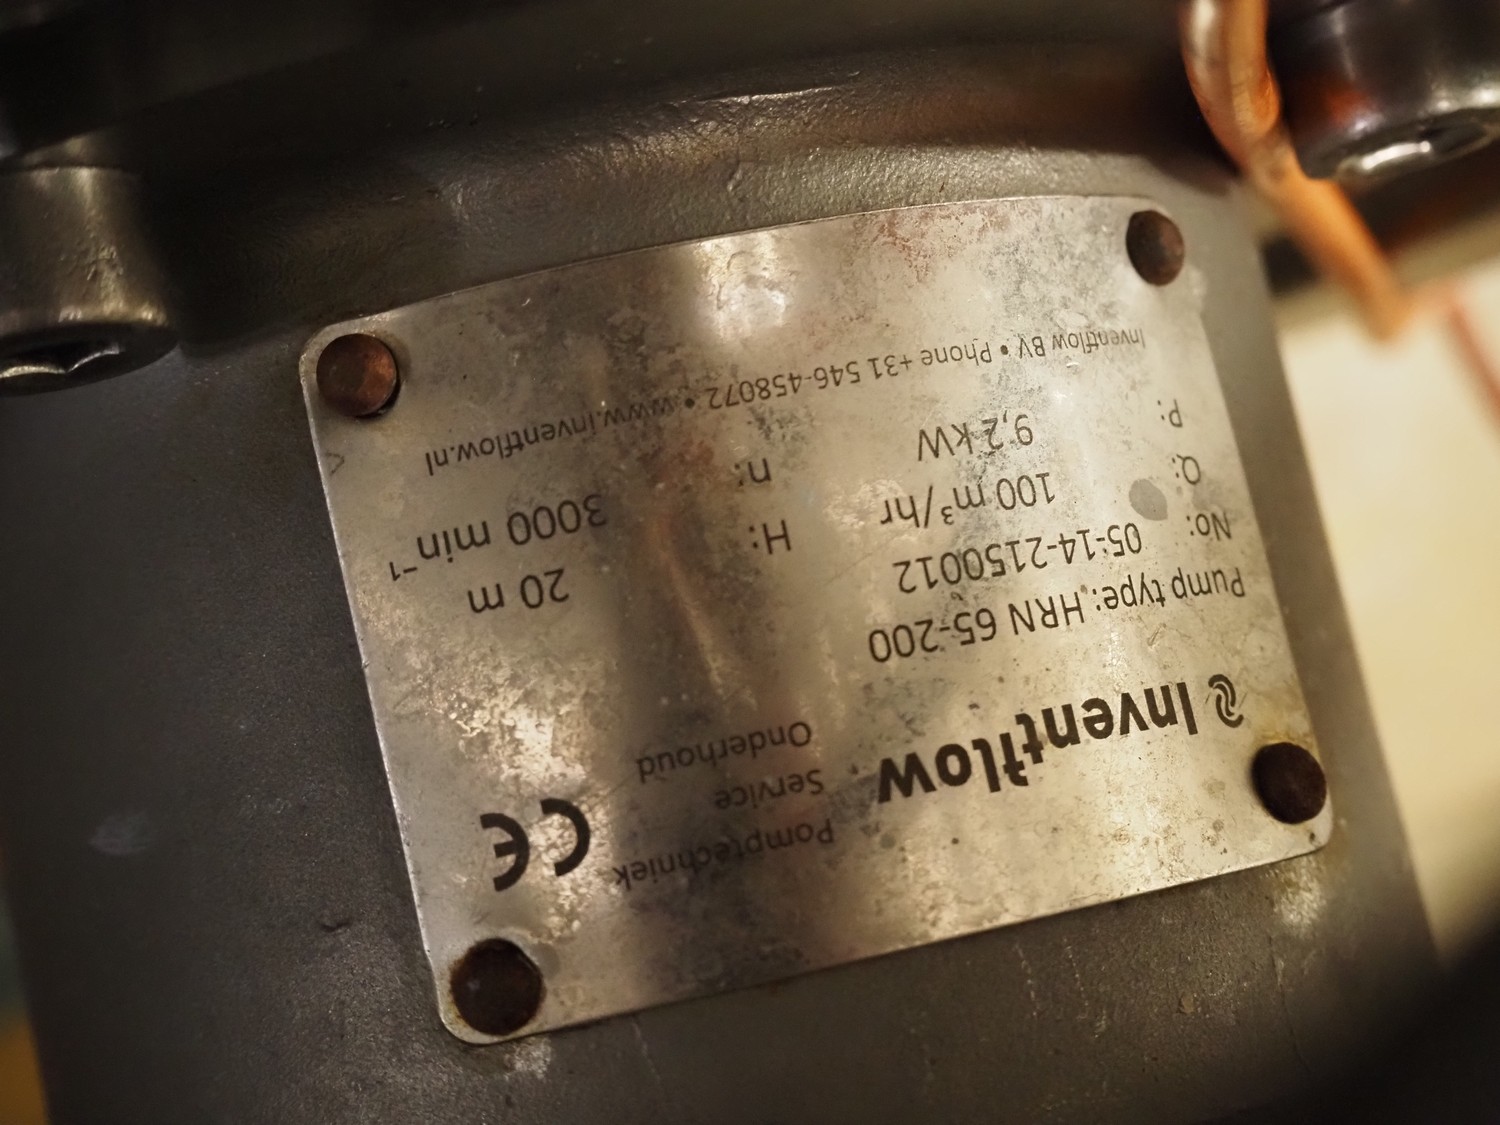 Inventflow
Pomptechniek
Service
Onderhoud
CE
Pump type: HRN 65-200
No: 05-14-2150012
Q: 100 m³/hr H: 20 m
P: 9,2 kW n: 3000 min⁻¹
Inventflow BV • Phone +31 546-458072 • www.inventflow.nl